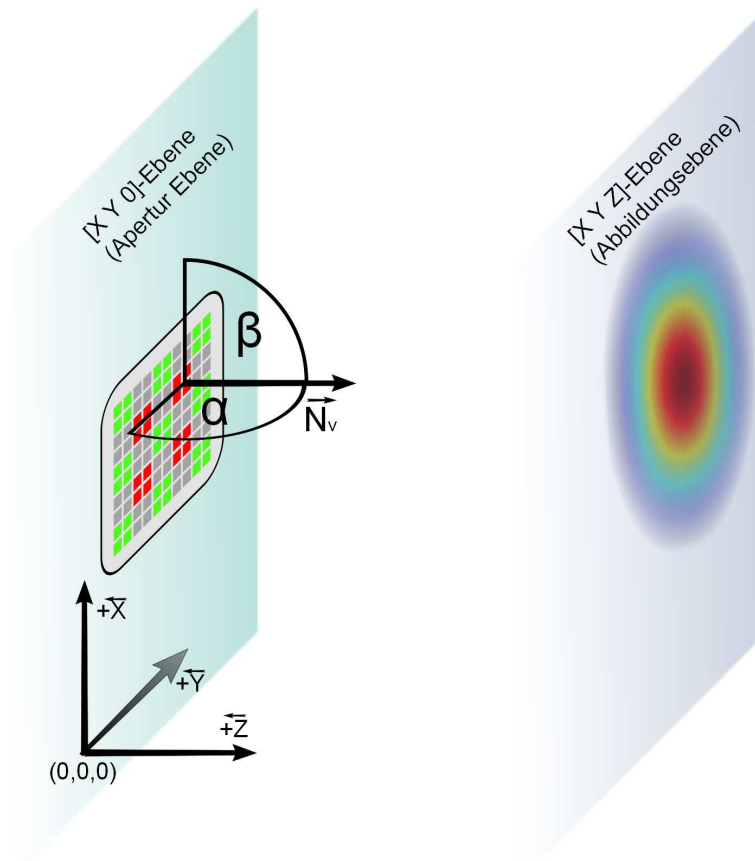 [X Y 0]-Ebene
(Apertur Ebene)
[X Y Z]-Ebene
(Abbildungsebene)
β
α
N⃗v
+X⃖
+Y⃖
+Z⃖
(0,0,0)